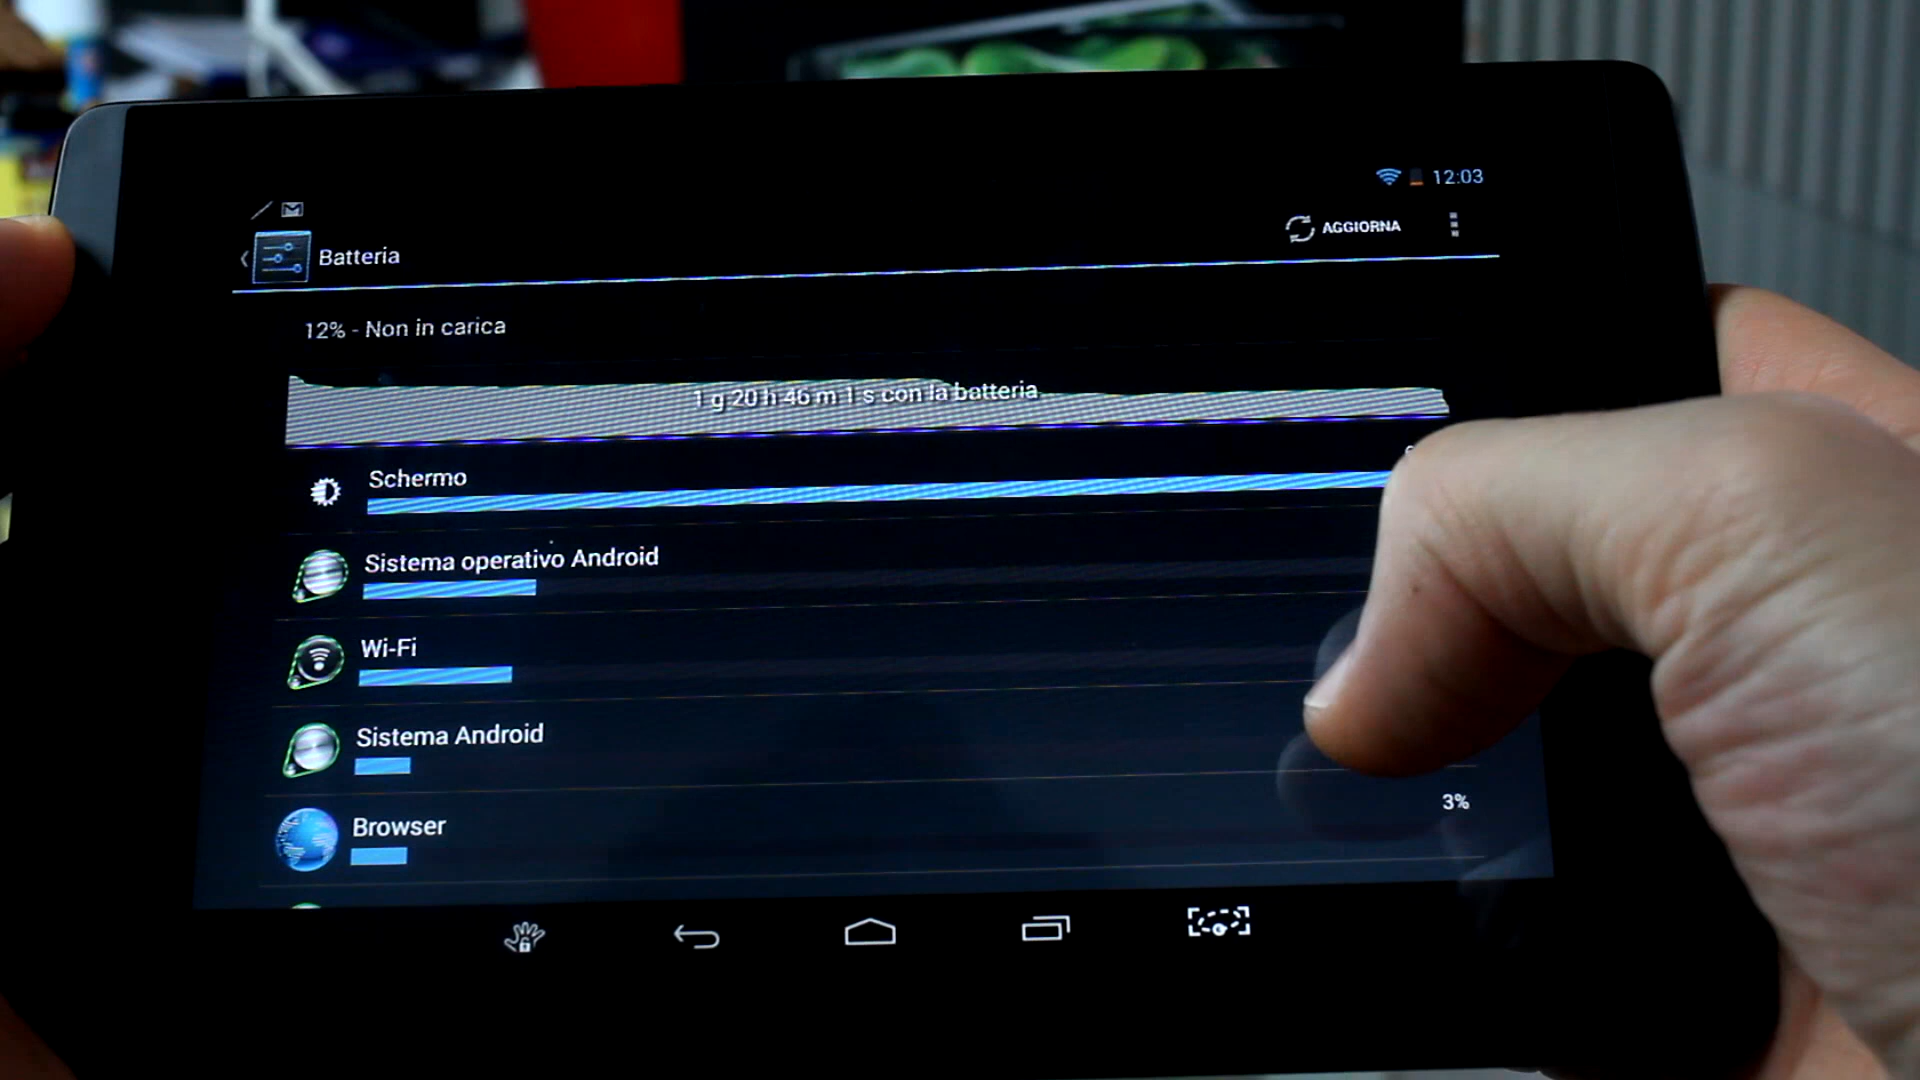 12:03
Batteria
AGGIORNA
12% - Non in carica
1 g 20 h 46 m 1 s con la batteria
Schermo
Sistema operativo Android
Wi-Fi
Sistema Android
3%
Browser